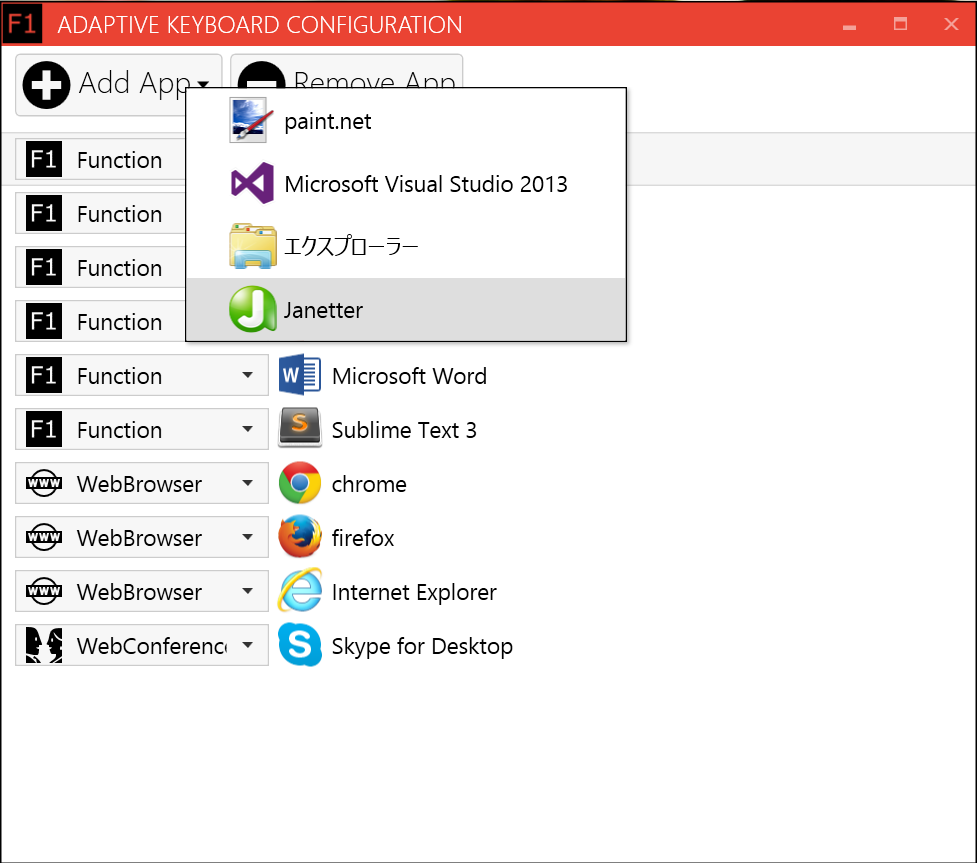 F1 ADAPTIVE KEYBOARD CONFIGURATION
Add App Remove App
paint.net
Microsoft Visual Studio 2013
エクスプローラー
Janetter
F1 Function
F1 Function
F1 Function
F1 Function
F1 Function Microsoft Word
F1 Function Sublime Text 3
www WebBrowser chrome
www WebBrowser firefox
www WebBrowser Internet Explorer
WebConferenc Skype for Desktop